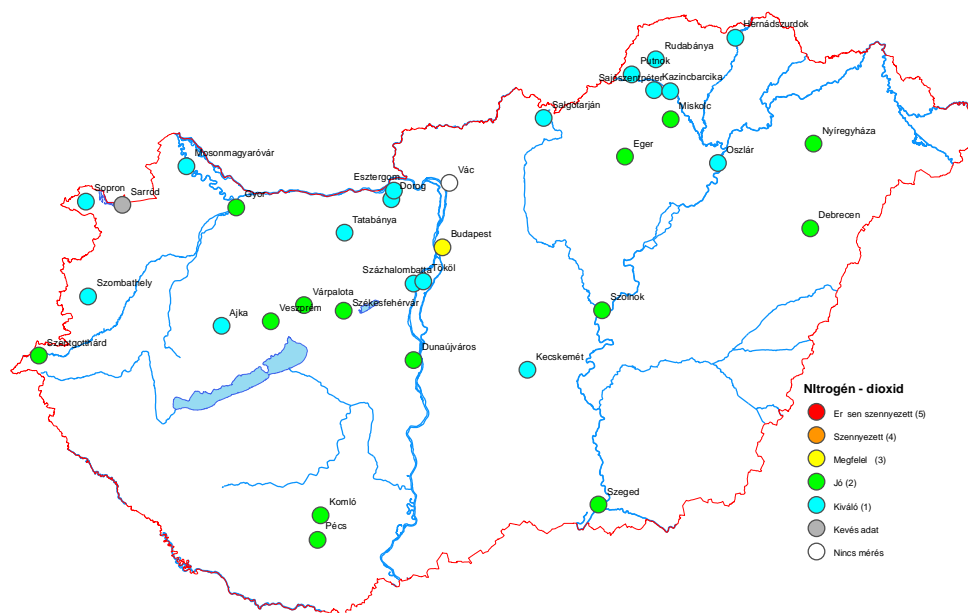 Hernádszurdok
Rudabánya
Putnok
Sajószentpéter
Kazincbarcika
Salgótarján
Miskolc
Nyíregyháza
Eger
Oszlár
Mosonmagyaróvár
Vác
Esztergom
Dorog
Sopron
Sarród
Gyor
Tatabánya
Debrecen
Budapest
Százhalombatta
Tököl
Szombathely
Várpalota
Székesfehérvár
Veszprém
Ajka
Szolnok
Szentgotthárd
Dunaújváros
Kecskemét
NItrogén - dioxid
Er sen szennyezett (5)
Szennyezett (4)
Megfelel (3)
Jó (2)
Kiváló (1)
Kevés adat
Nincs mérés
Szeged
Komló
Pécs